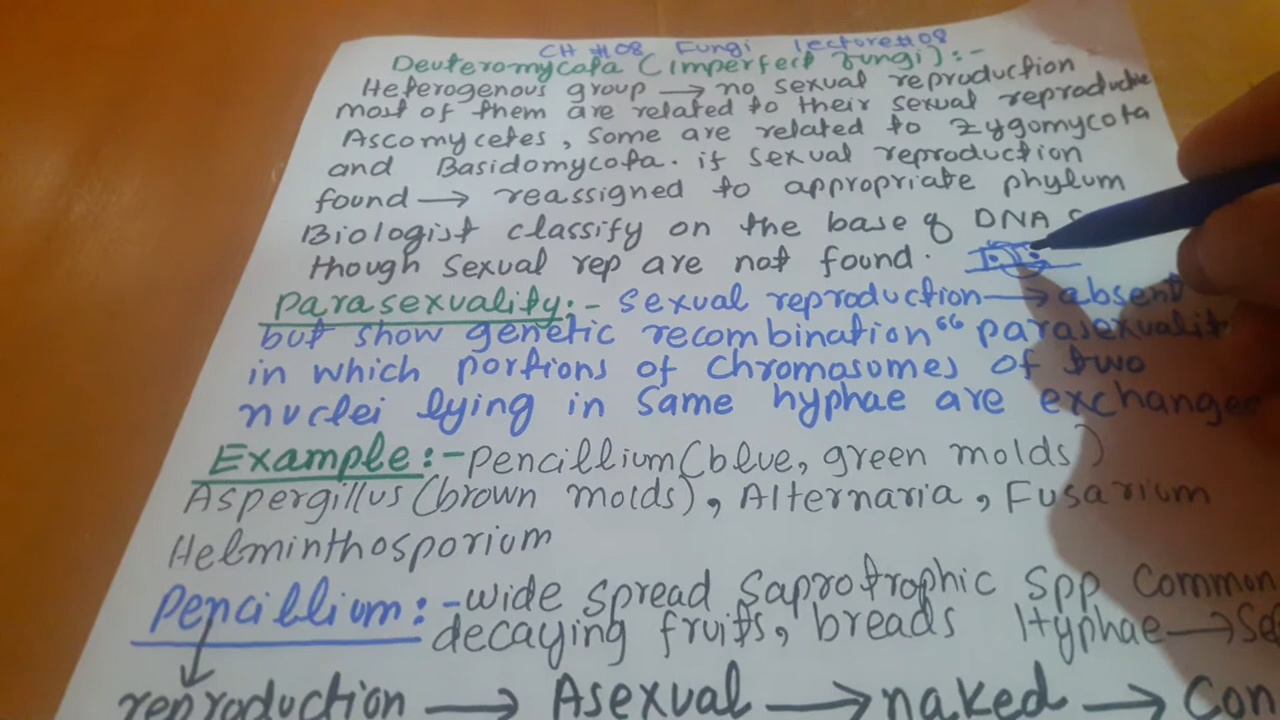 CH #08 Fungi lecture#08
Deuteromycota (imperfect fungi):-
Heterogenous group → no sexual reproduction
most of them are related to their sexual reproductive
Ascomycetes, some are related to Zygomycota
and Basidomycota. if sexual reproduction
found → reassigned to appropriate phylum
Biologist classify on the base of DNA
though sexual rep are not found.
Parasexuality:- Sexual reproduction → absent
but show genetic recombination “ parasexualit
in which portions of chromosomes of two
nuclei lying in same hyphae are exchange
Example:- Pencillium (blue, green molds)
Aspergillus (brown molds), Alternaria, Fusarium
Helminthosporium
Pencillium:- wide spread Saprotrophic Spp Common
decaying fruits, breads Hyphae →
reproduction → Asexual → naked → Con